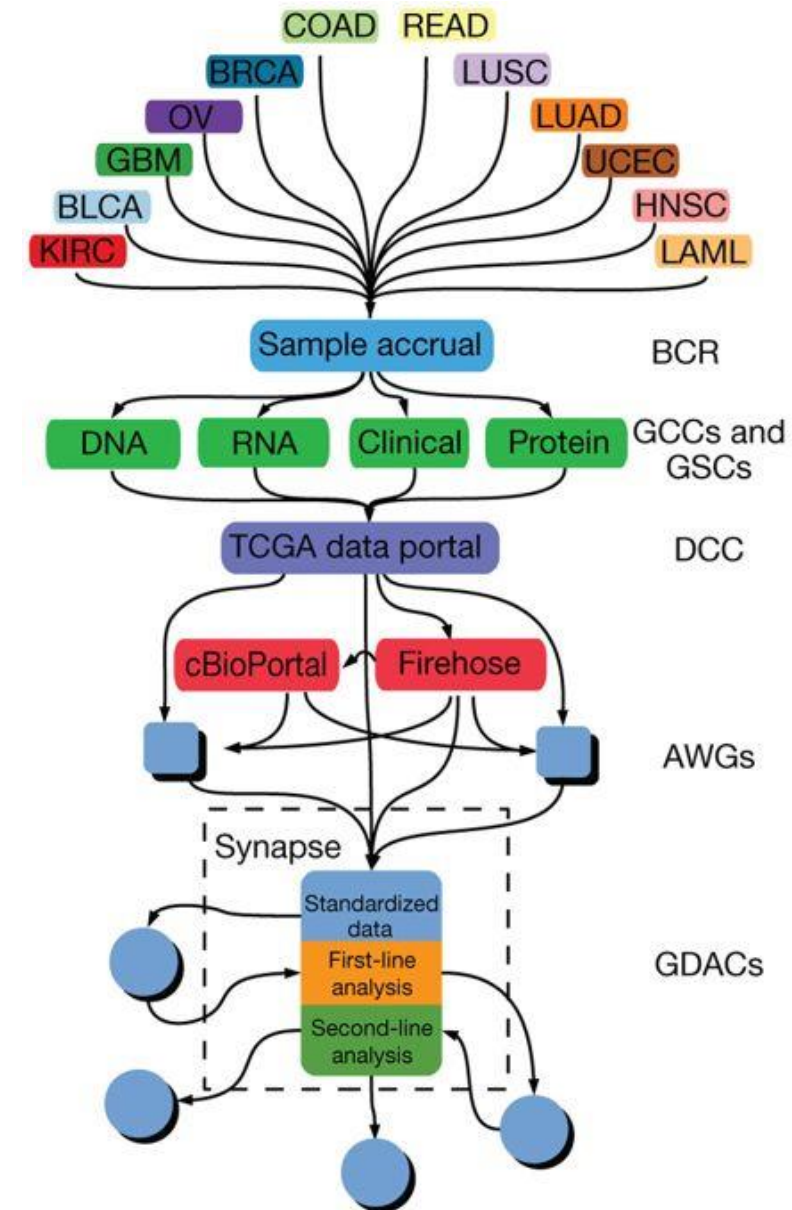 COAD READ
BRCA LUSC
OV LUAD
GBM UCEC
BLCA HNSC
KIRC LAML
Sample accrual BCR
DNA RNA Clinical Protein GCCs and
GSCs
TCGA data portal DCC
cBioPortal Firehose
AWGs
Synapse
Standardized
data
First-line
analysis
GDACs
Second-line
analysis